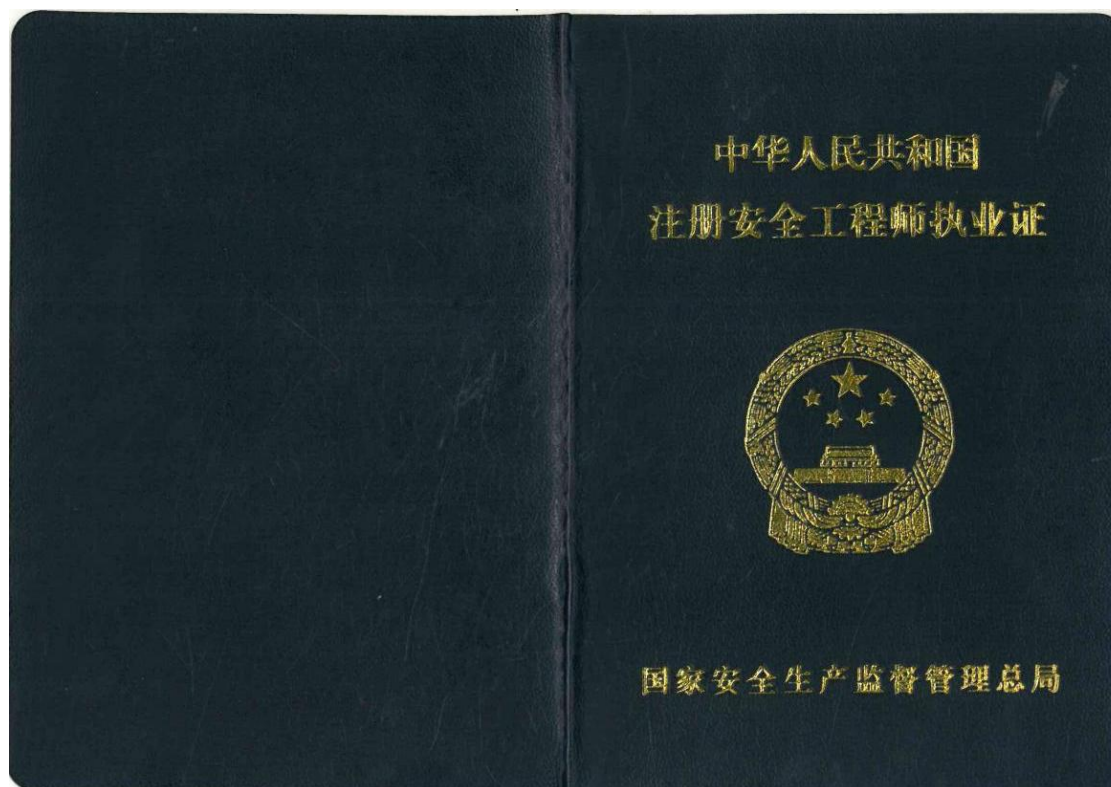 中华人民共和国
注册安全工程师执业证
国家安全生产监督管理总局